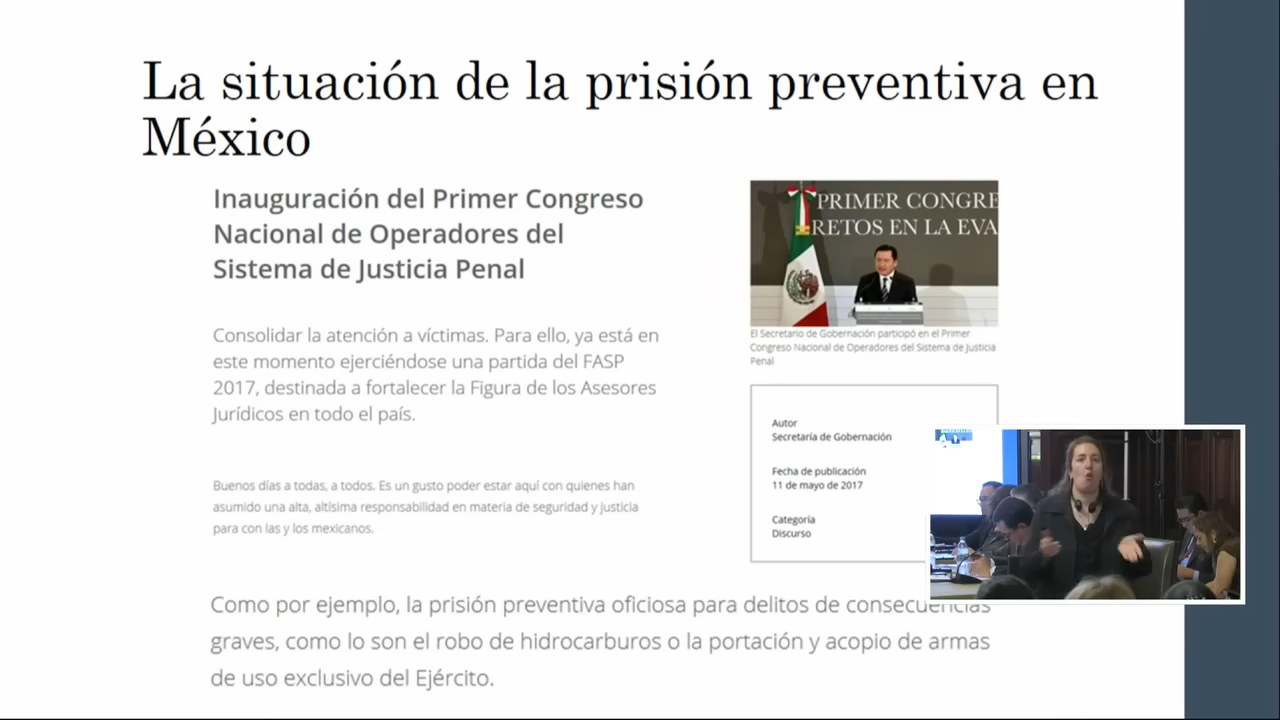 La situación de la prisión preventiva en
México
Inauguración del Primer Congreso
Nacional de Operadores del
Sistema de Justicia Penal
Consolidar la atención a víctimas. Para ello, ya está en
este momento ejerciéndose una partida del FASP
2017, destinada a fortalecer la Figura de los Asesores
Jurídicos en todo el país.
Buenos días a todas, a todos. Es un gusto poder estar aquí con quienes han
asumido una alta, altísima responsabilidad en materia de seguridad y justicia
para con las y los mexicanos.
PRIMER CONGRE
RETOS EN LA EVA
El Secretario de Gobernación participó en el Primer
Congreso Nacional de Operadores del Sistema de Justicia
Penal
Autor
Secretaría de Gobernación
Fecha de publicación
11 de mayo de 2017
Categoría
Discurso
Como por ejemplo, la prisión preventiva oficiosa para delitos de consecuencias
graves, como lo son el robo de hidrocarburos o la portación y acopio de armas
de uso exclusivo del Ejército.